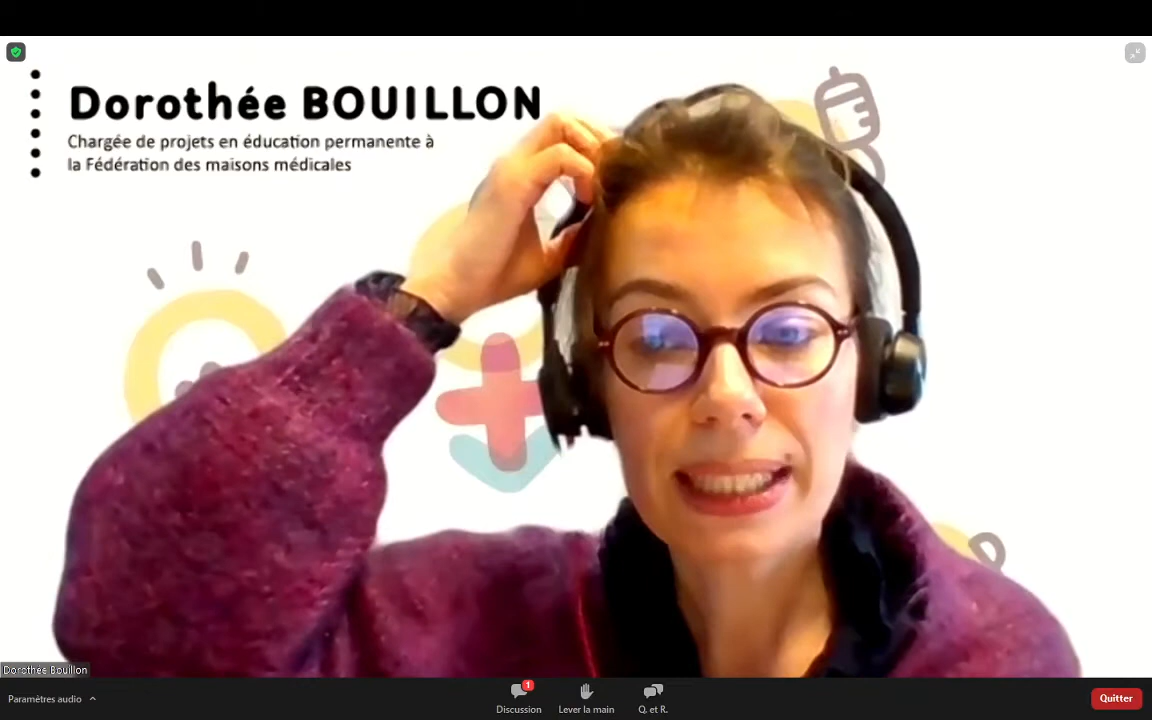 Dorothée BOUILLON
Chargée de projets en éducation permanente à
la Fédération des maisons médicales
Dorothée Bouillon
Paramètres audio
1
Discussion
Lever la main
Q. et R.
Quitter